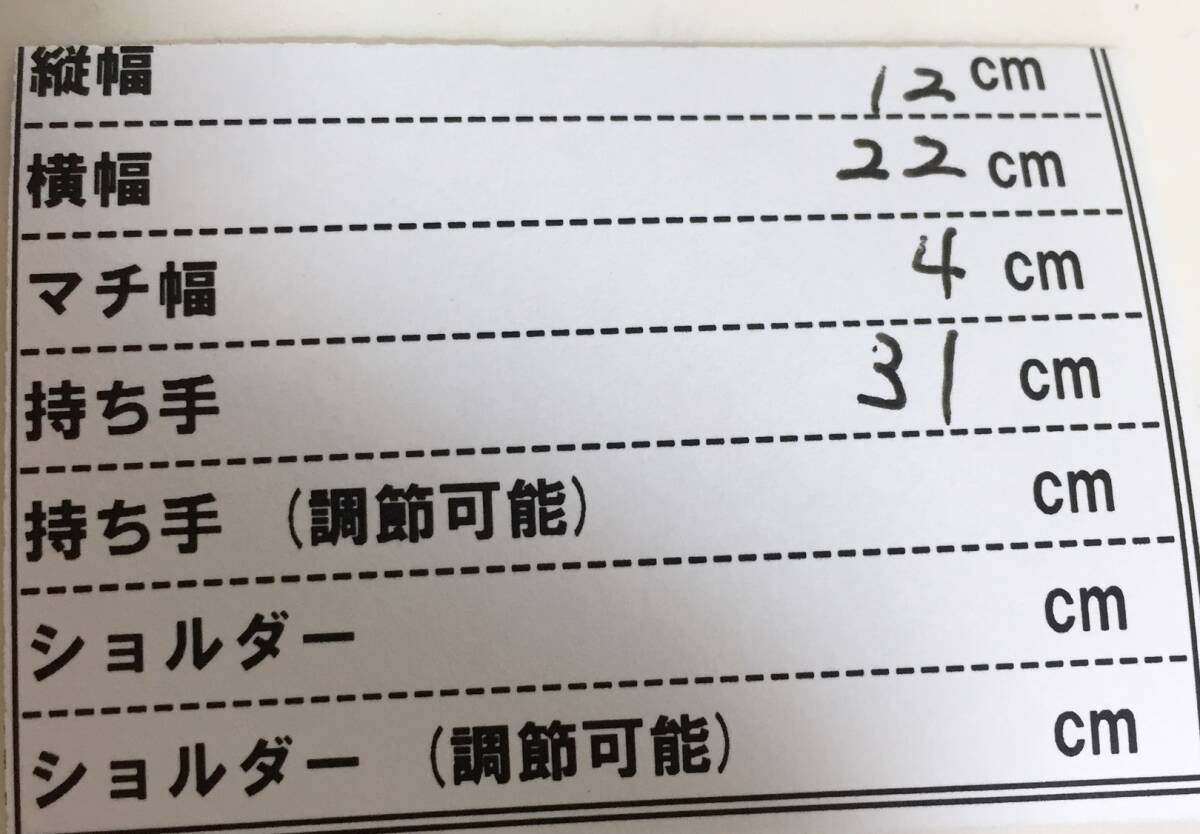 縦幅 12 cm
横幅 22 cm
マチ幅 4 cm
持ち手 31 cm
持ち手 (調節可能) cm
ショルダー cm
ショルダー (調節可能) cm